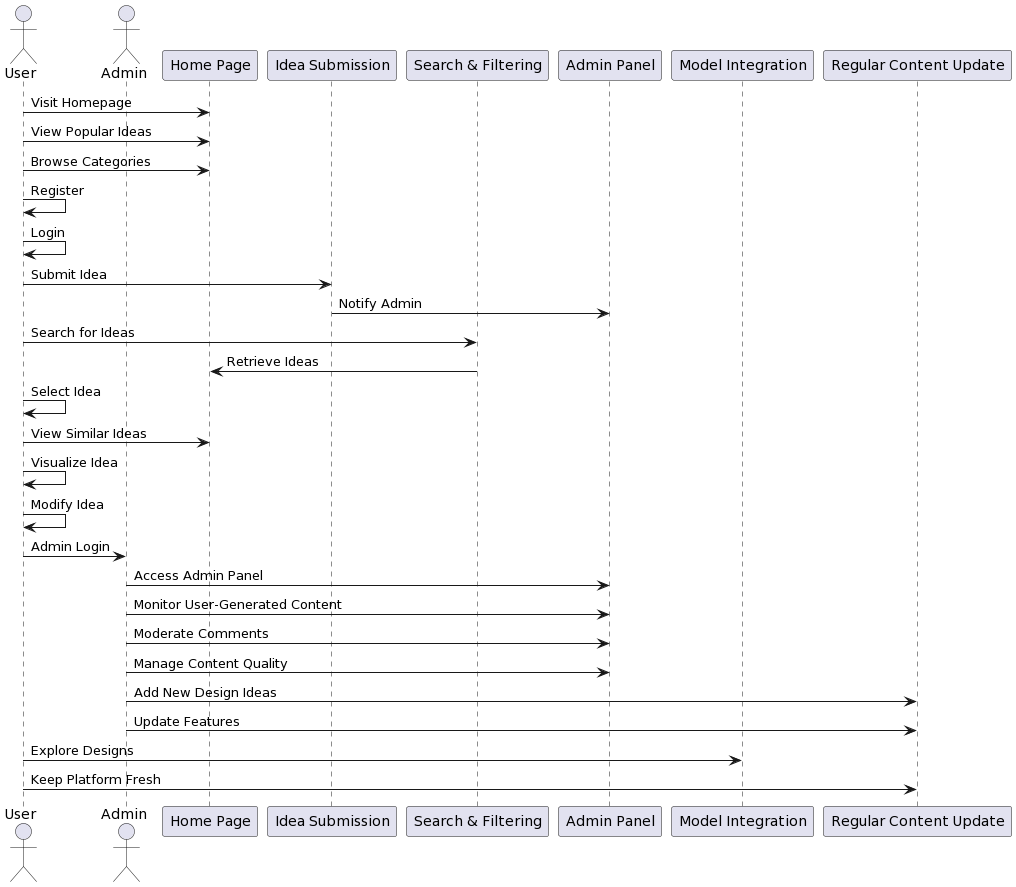 User
Admin
Home Page
Idea Submission
Search & Filtering
Admin Panel
Model Integration
Regular Content Update
Visit Homepage
View Popular Ideas
Browse Categories
Register
Login
Submit Idea
Notify Admin
Search for Ideas
Retrieve Ideas
Select Idea
View Similar Ideas
Visualize Idea
Modify Idea
Admin Login
Access Admin Panel
Monitor User-Generated Content
Moderate Comments
Manage Content Quality
Add New Design Ideas
Update Features
Explore Designs
Keep Platform Fresh
User
Admin
Home Page
Idea Submission
Search & Filtering
Admin Panel
Model Integration
Regular Content Update